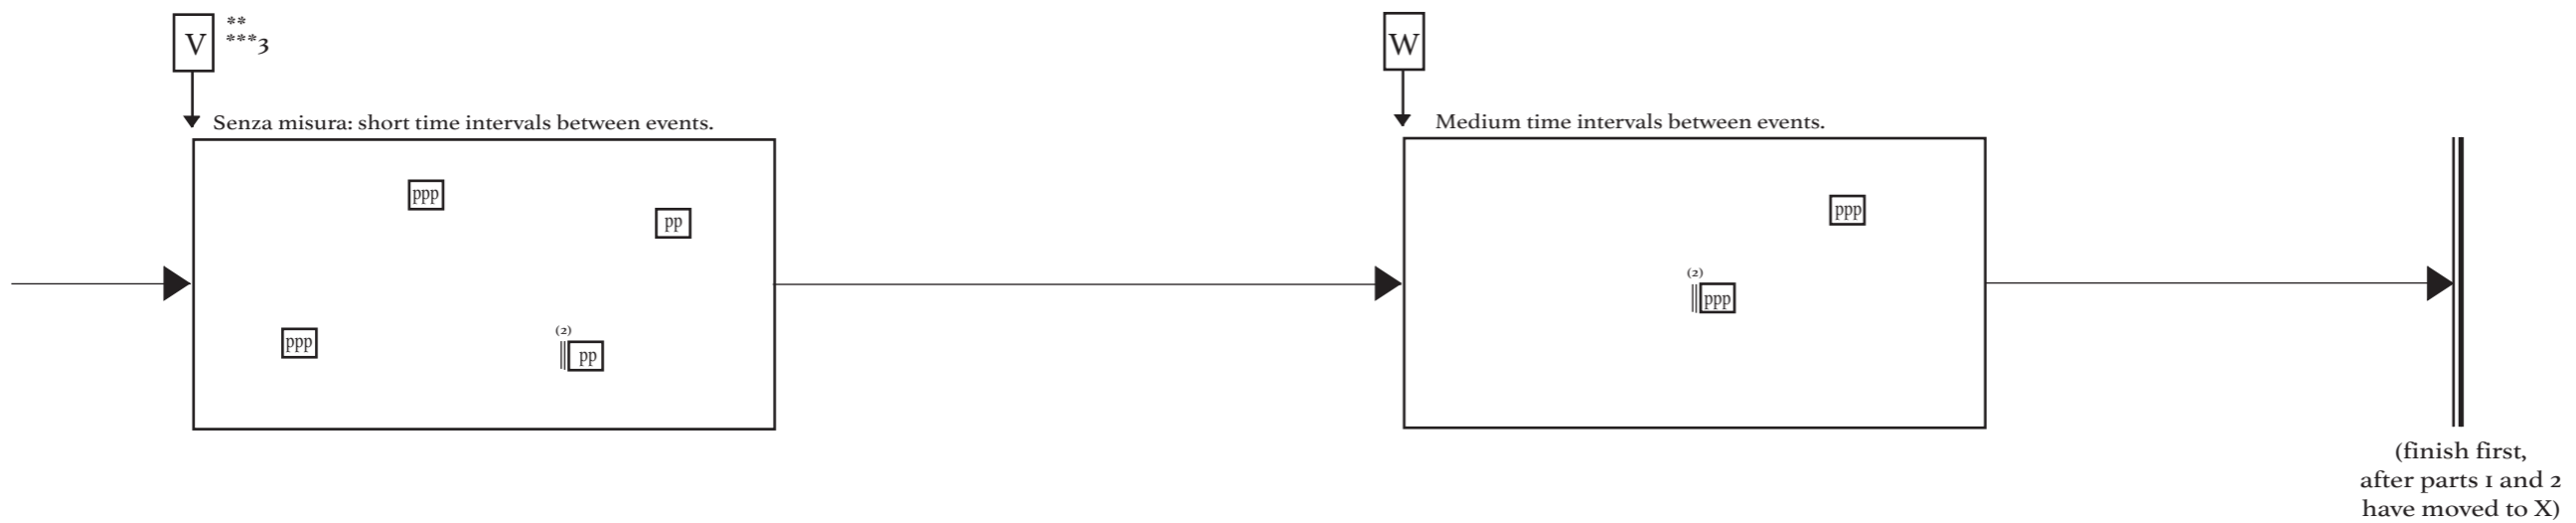 V
**
***3
W
Senza misura: short time intervals between events.
Medium time intervals between events.
ppp
pp
ppp
(2)
pp
ppp
(2)
ppp
(finish first,
after parts 1 and 2
have moved to X)